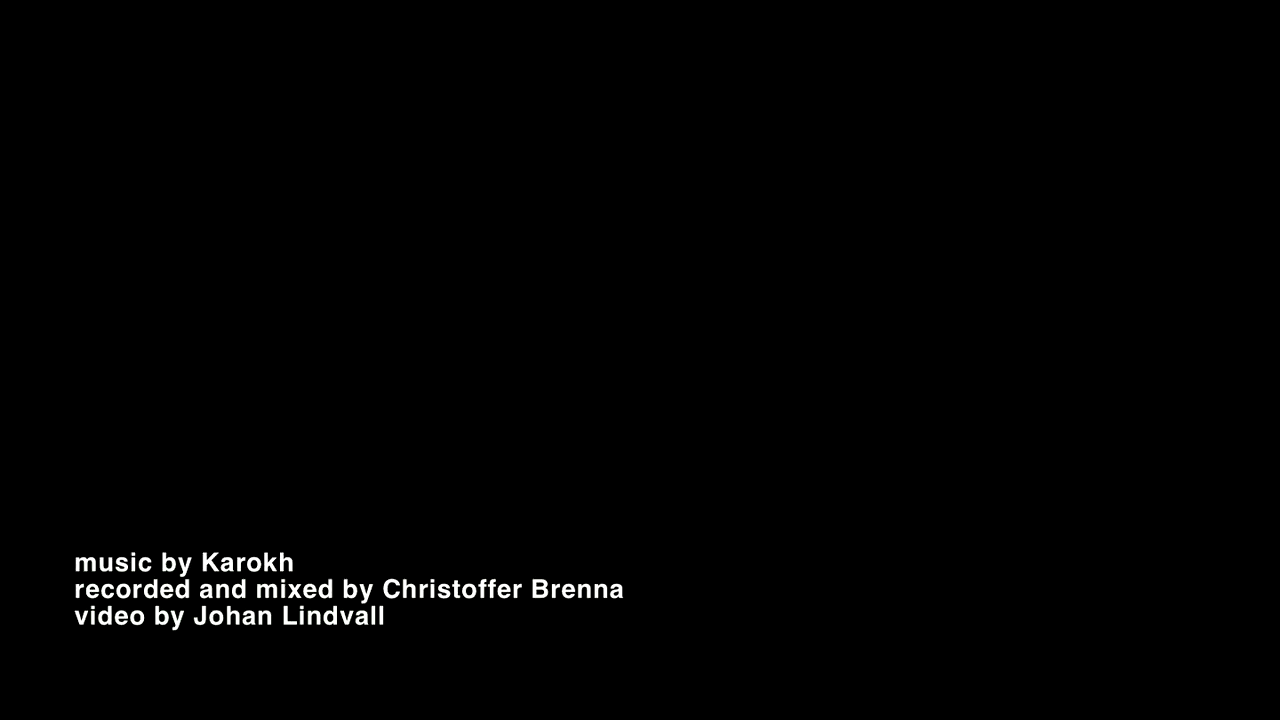 music by Karokh
recorded and mixed by Christoffer Brenna
video by Johan Lindvall